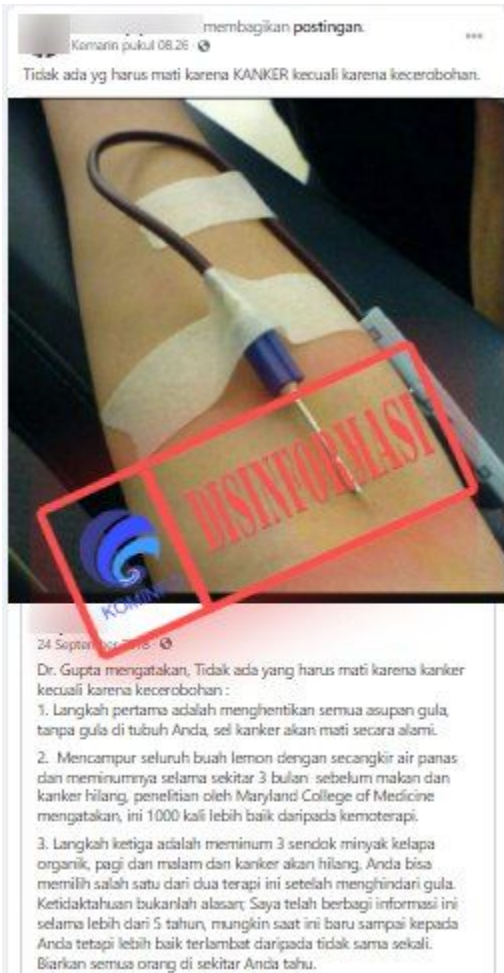 membagikan postingan.
Kemarin pukul 08.26
Tidak ada yg harus mati karena KANKER kecuali karena kecerobohan.
DISINFORMASI
KOMIN
24 September 2018
Dr. Gupta mengatakan, Tidak ada yang harus mati karena kanker
kecuali karena kecerobohan :
1. Langkah pertama adalah menghentikan semua asupan gula,
tanpa gula di tubuh Anda, sel kanker akan mati secara alami.
2. Mencampur seluruh buah lemon dengan secangkir air panas
dan meminumnya selama sekitar 3 bulan sebelum makan dan
kanker hilang, penelitian oleh Maryland College of Medicine
mengatakan, ini 1000 kali lebih baik daripada kemoterapi.
3. Langkah ketiga adalah meminum 3 sendok minyak kelapa
organik, pagi dan malam dan kanker akan hilang, Anda bisa
memilih salah satu dari dua terapi ini setelah menghindari gula.
Ketidaktahuan bukanlah alasan; Saya telah berbagi informasi ini
selama lebih dari 5 tahun, mungkin saat ini baru sampai kepada
Anda tetapi lebih baik terlambat daripada tidak sama sekali.
Biarkan semua orang di sekitar Anda tahu.